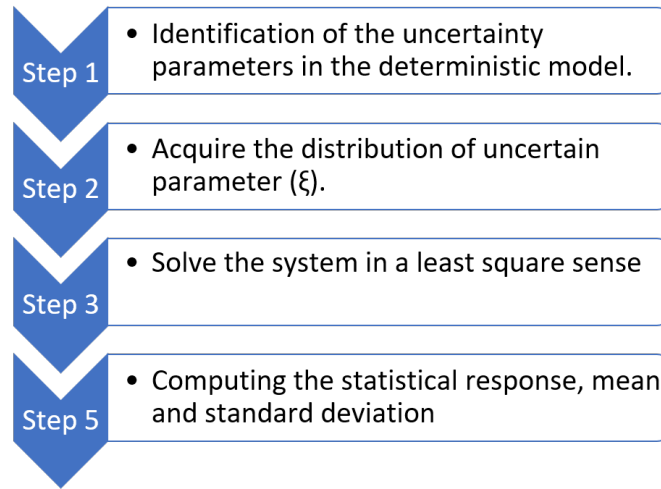 Step 1
• Identification of the uncertainty
parameters in the deterministic model.
Step 2
• Acquire the distribution of uncertain
parameter (ξ).
Step 3
• Solve the system in a least square sense
Step 5
• Computing the statistical response, mean
and standard deviation